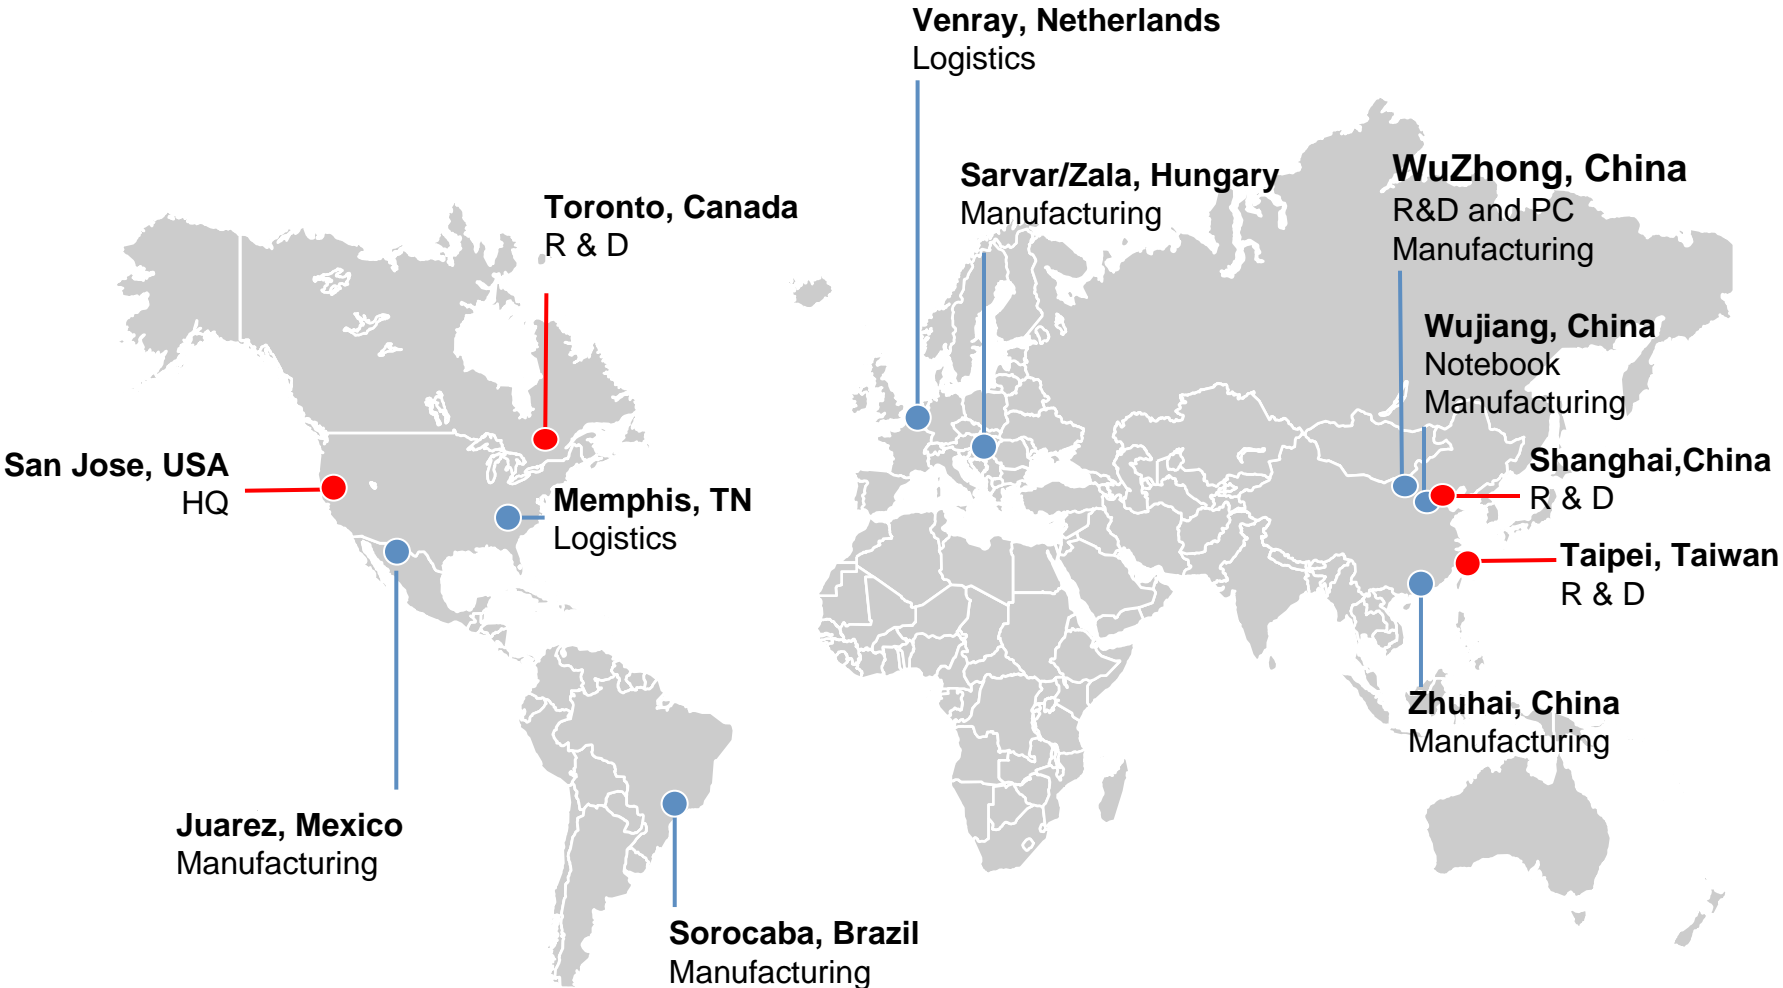 Venray, Netherlands
Logistics
Sarvar/Zala, Hungary
Manufacturing
WuZhong, China
R&D and PC
Manufacturing
Toronto, Canada
R & D
Wujiang, China
Notebook
Manufacturing
San Jose, USA
HQ
Memphis, TN
Logistics
Shanghai,China
R & D
Taipei, Taiwan
R & D
Zhuhai, China
Manufacturing
Juarez, Mexico
Manufacturing
Sorocaba, Brazil
Manufacturing